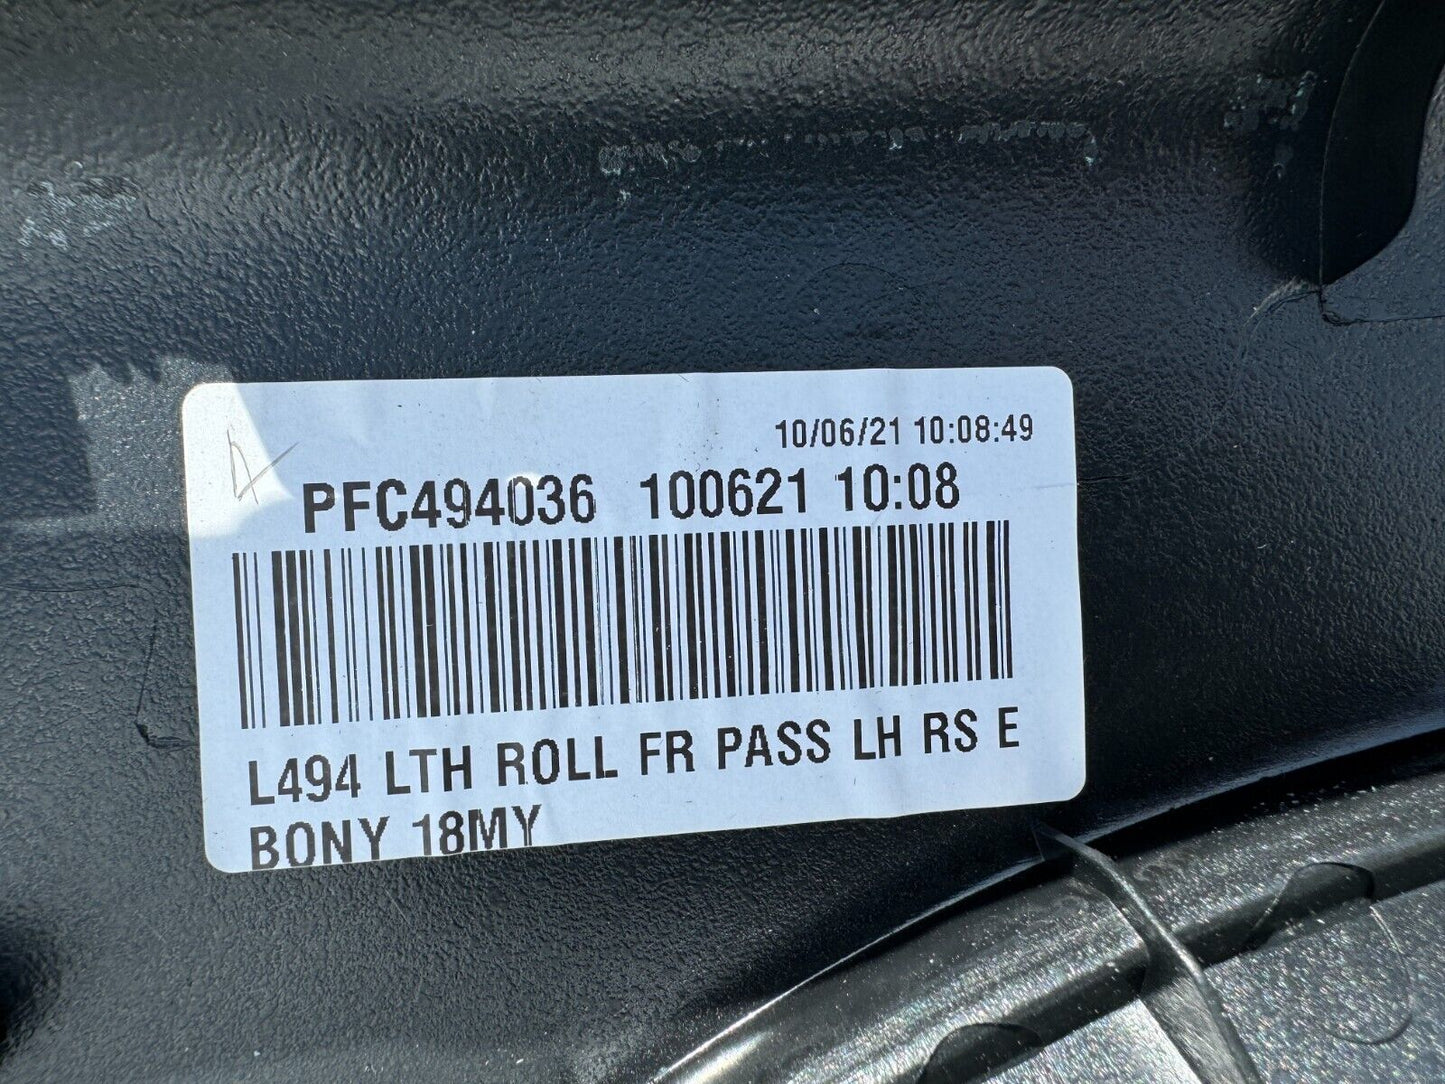 10/06/21 10:08:49
PFC494036 100621 10:08
L494 LTH ROLL FR PASS LH RS E
BONY 18MY